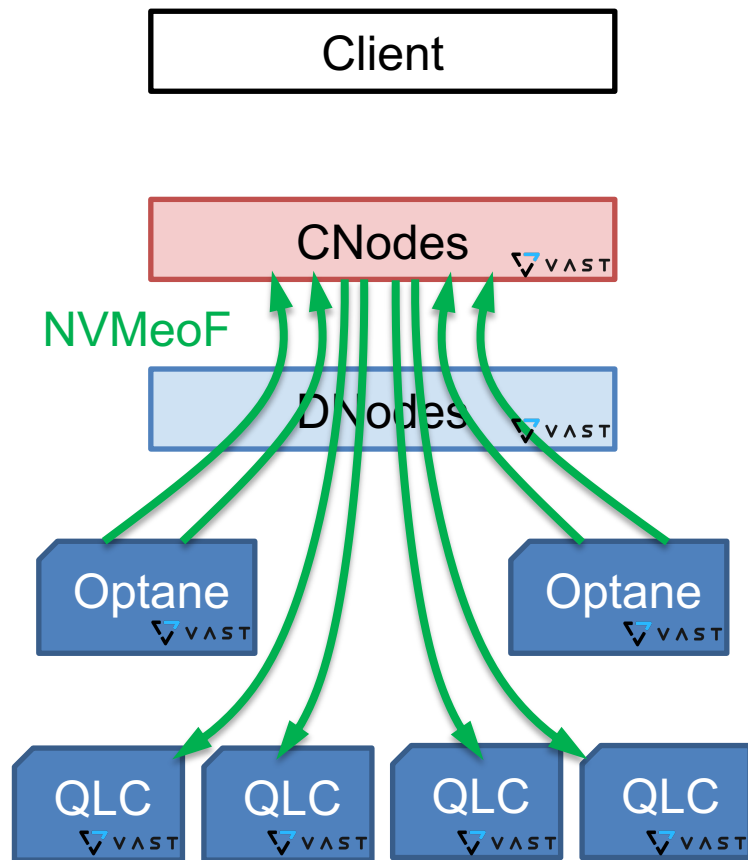 Client
CNodes
VAST
NVMeoF
DNodes
VAST
Optane
VAST
Optane
VAST
QLC
VAST
QLC
VAST
QLC
VAST
QLC
VAST